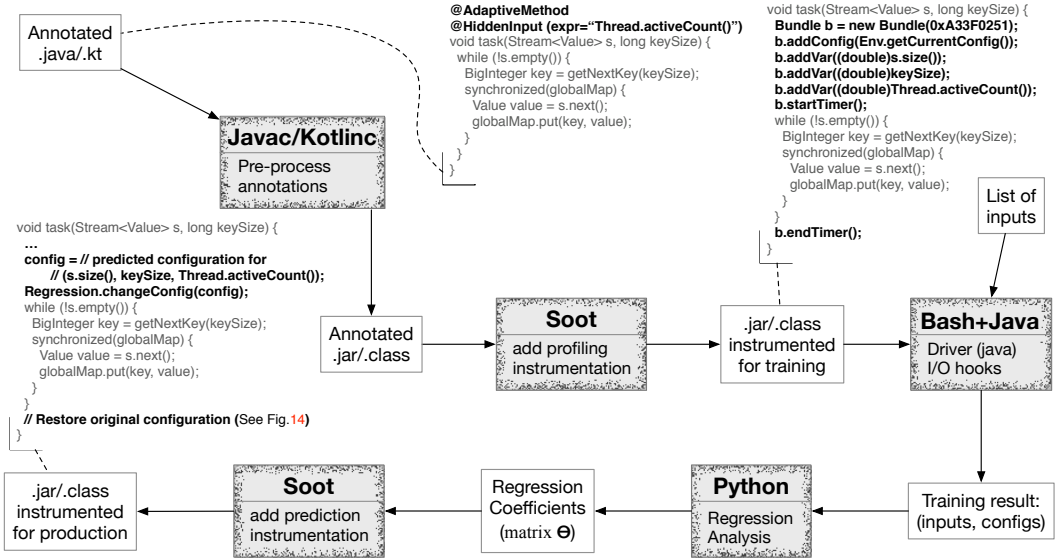 Annotated
.java/.kt
Javac/Kotlinc
Pre-process
annotations
@AdaptiveMethod
@HiddenInput (expr=“Thread.activeCount()”)
void task(Stream<Value> s, long keySize) {
while (!s.empty()) {
BigInteger key = getNextKey(keySize);
synchronized(globalMap) {
Value value = s.next();
globalMap.put(key, value);
}
}
}
void task(Stream<Value> s, long keySize) {
Bundle b = new Bundle(0xA33F0251);
b.addConfig(Env.getCurrentConfig());
b.addVar((double)s.size());
b.addVar((double)keySize);
b.addVar((double)Thread.activeCount());
b.startTimer();
while (!s.empty()) {
BigInteger key = getNextKey(keySize);
synchronized(globalMap) {
Value value = s.next();
globalMap.put(key, value);
}
}
b.endTimer();
}
List of
inputs
void task(Stream<Value> s, long keySize) {
...
config = // predicted configuration for
// (s.size(), keySize, Thread.activeCount());
Regression.changeConfig(config);
while (!s.empty()) {
BigInteger key = getNextKey(keySize);
synchronized(globalMap) {
Value value = s.next();
globalMap.put(key, value);
}
}
// Restore original configuration (See Fig.14)
}
Annotated
.jar/.class
Soot
add profiling
instrumentation
.jar/.class
instrumented
for training
Bash+Java
Driver (java)
I/O hooks
.jar/.class
instrumented
for production
Soot
add prediction
instrumentation
Regression
Coefficients
(matrix Θ)
Python
Regression
Analysis
Training result:
(inputs, configs)